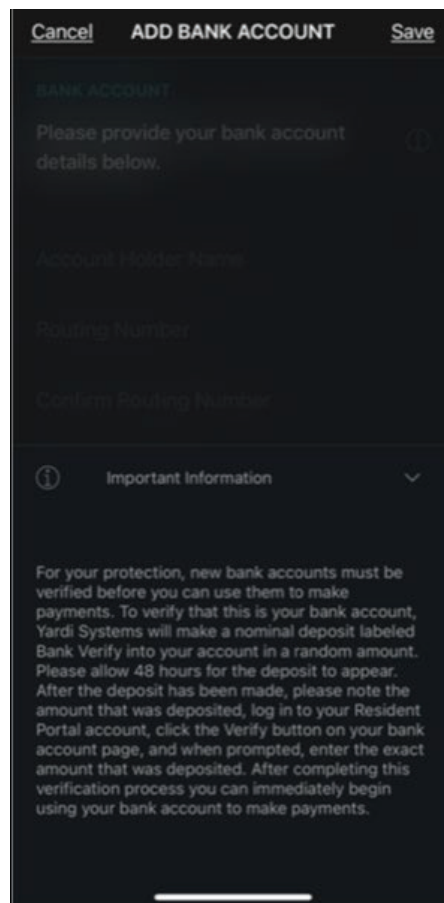 Cancel ADD BANK ACCOUNT Save
BANK ACCOUNT
Please provide your bank account
details below.
Account Holder Name
Routing Number
Confirm Routing Number
Important Information
For your protection, new bank accounts must be
verified before you can use them to make
payments. To verify that this is your bank account,
Yardi Systems will make a nominal deposit labeled
Bank Verify into your account in a random amount.
Please allow 48 hours for the deposit to appear.
After the deposit has been made, please note the
amount that was deposited, log in to your Resident
Portal account, click the Verify button on your bank
account page, and when prompted, enter the exact
amount that was deposited. After completing this
verification process you can immediately begin
using your bank account to make payments.